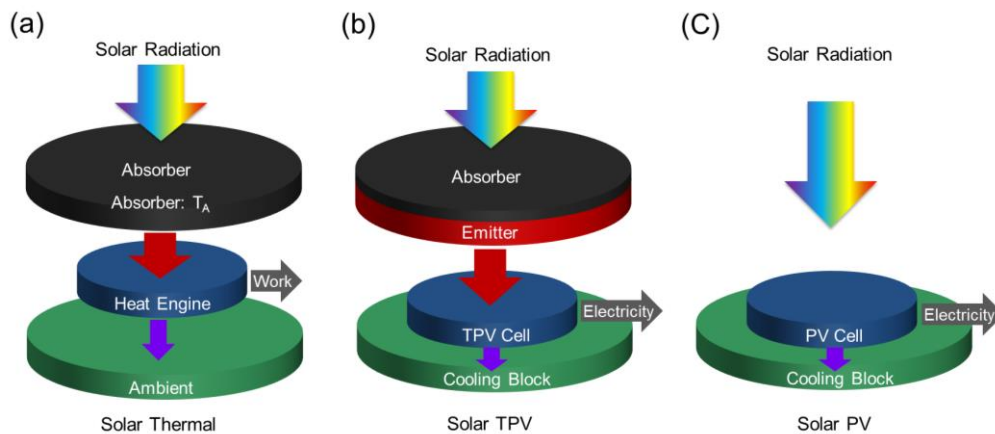 (a)
Solar Radiation
Absorber
Absorber: T_A
Heat Engine
Work
Ambient
Solar Thermal
(b)
Solar Radiation
Absorber
Emitter
TPV Cell
Electricity
Cooling Block
Solar TPV
(C)
Solar Radiation
PV Cell
Electricity
Cooling Block
Solar PV